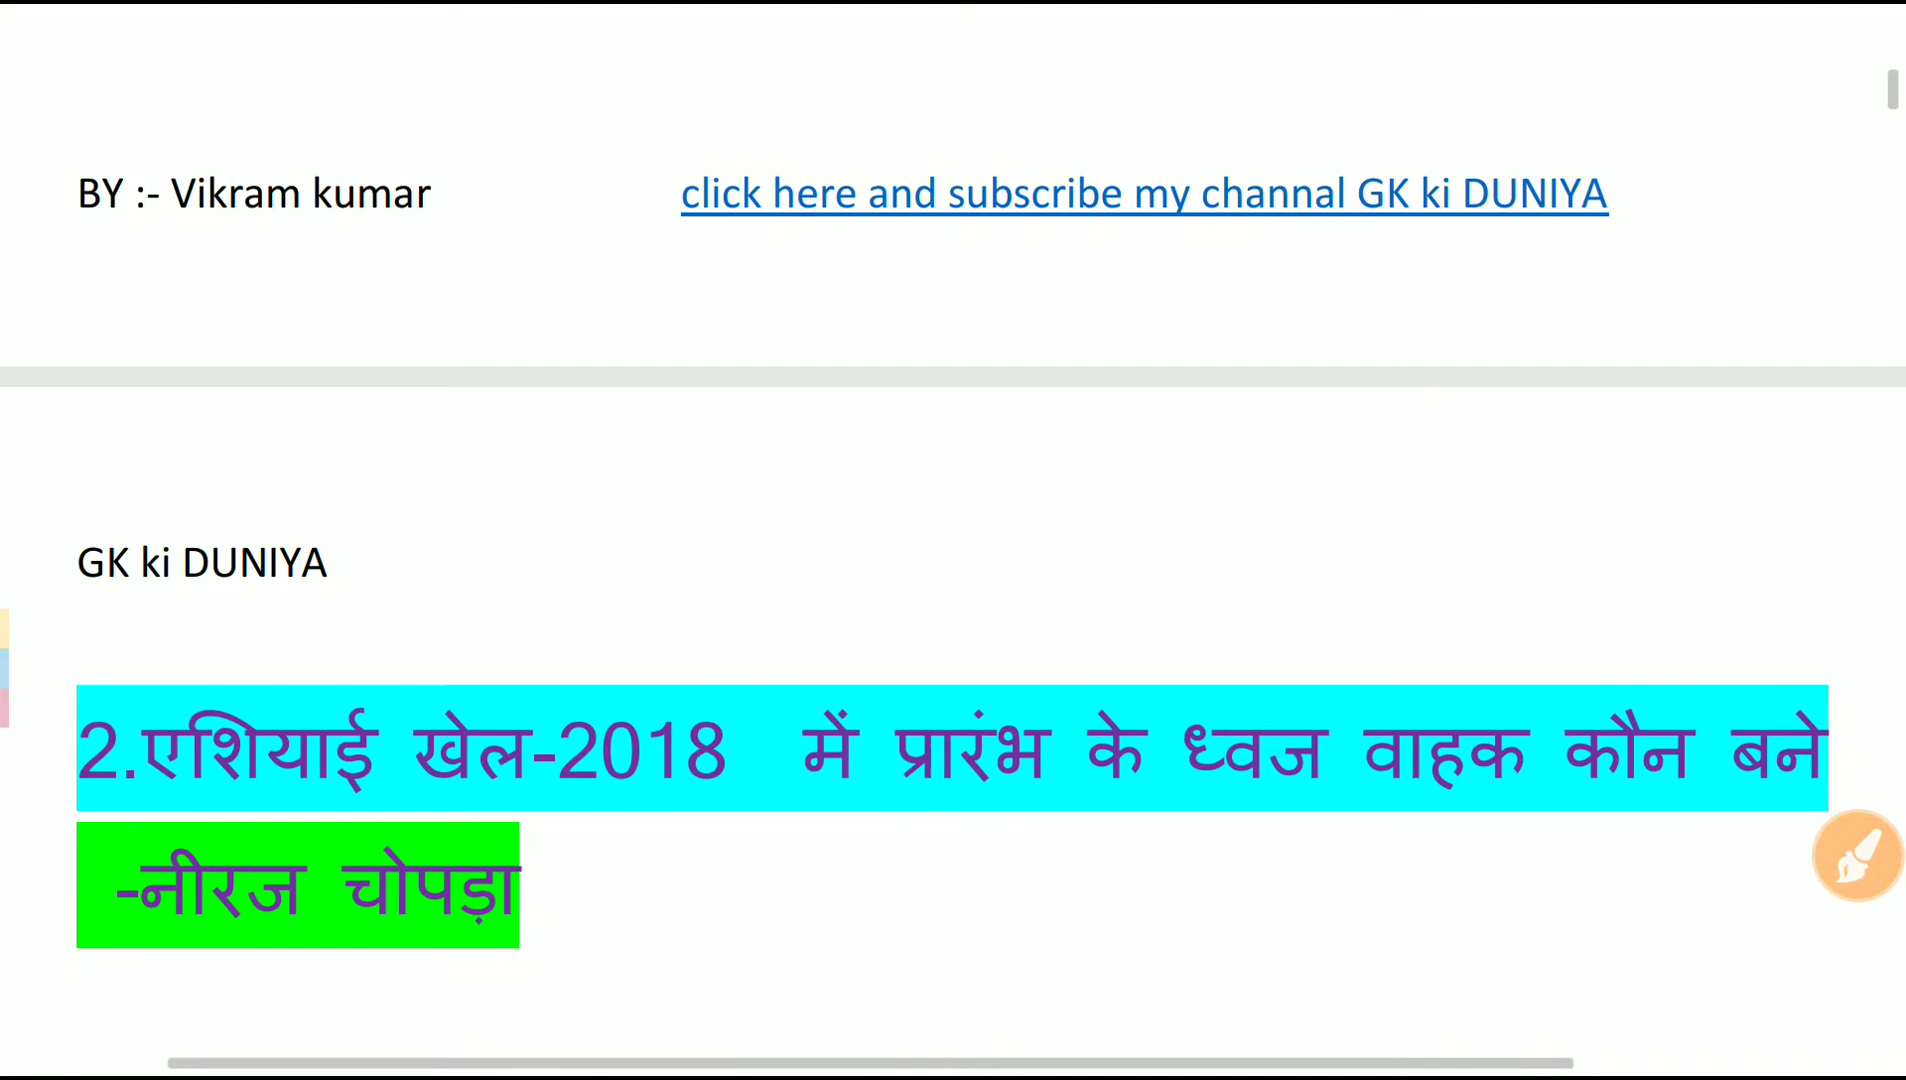 BY :- Vikram kumar click here and subscribe my channal GK ki DUNIYA
GK ki DUNIYA
2.एशियाई खेल-2018 में प्रारंभ के ध्वज वाहक कौन बने
-नीरज चोपड़ा